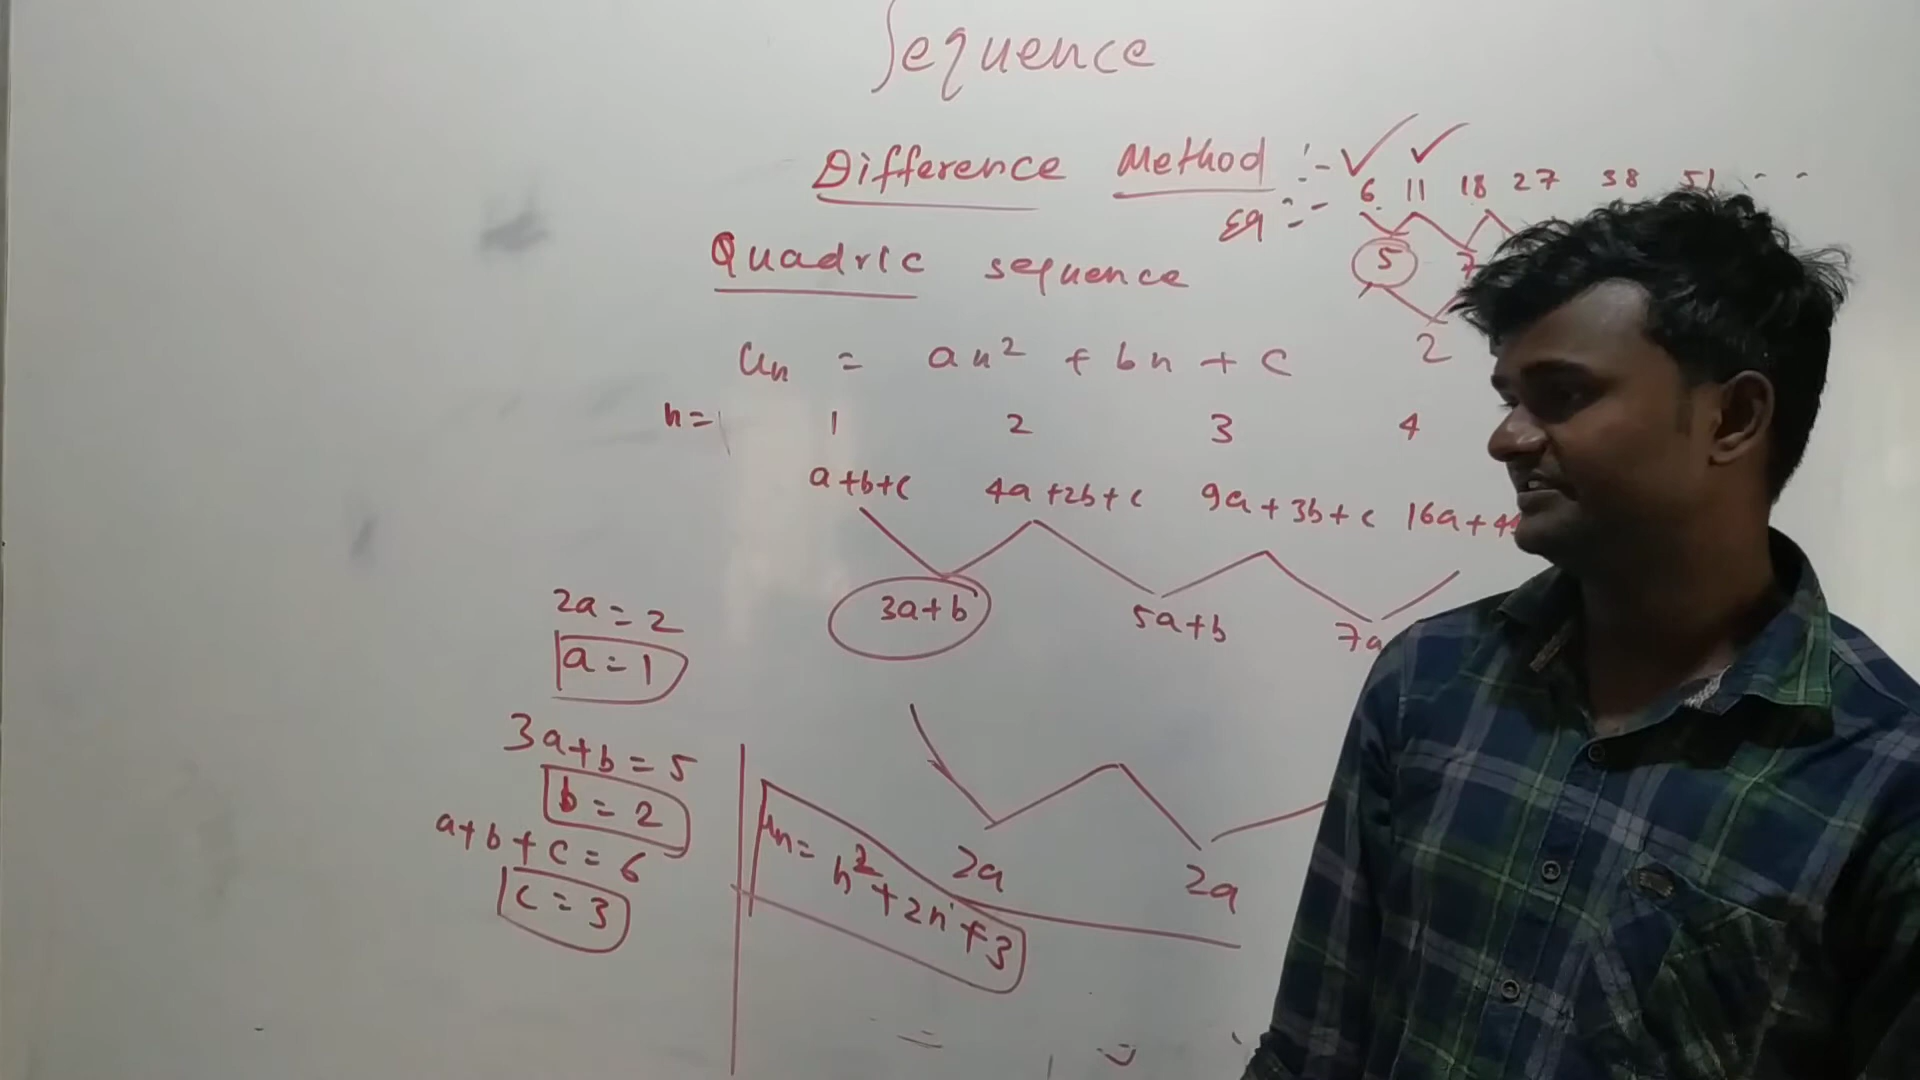 Sequence
Difference Method :-
Eg :- 6 11 18 27 38 51 - -
5 7
2
Quadric sequence
un = an² + bn + c
n = 1 2 3 4
a+b+c 4a+2b+c 9a+3b+c 16a+4
3a+b 5a+b 7a
2a 2a
2a = 2
a = 1
3a+b = 5
b = 2
a+b+c = 6
c = 3
un = n² + 2n + 3